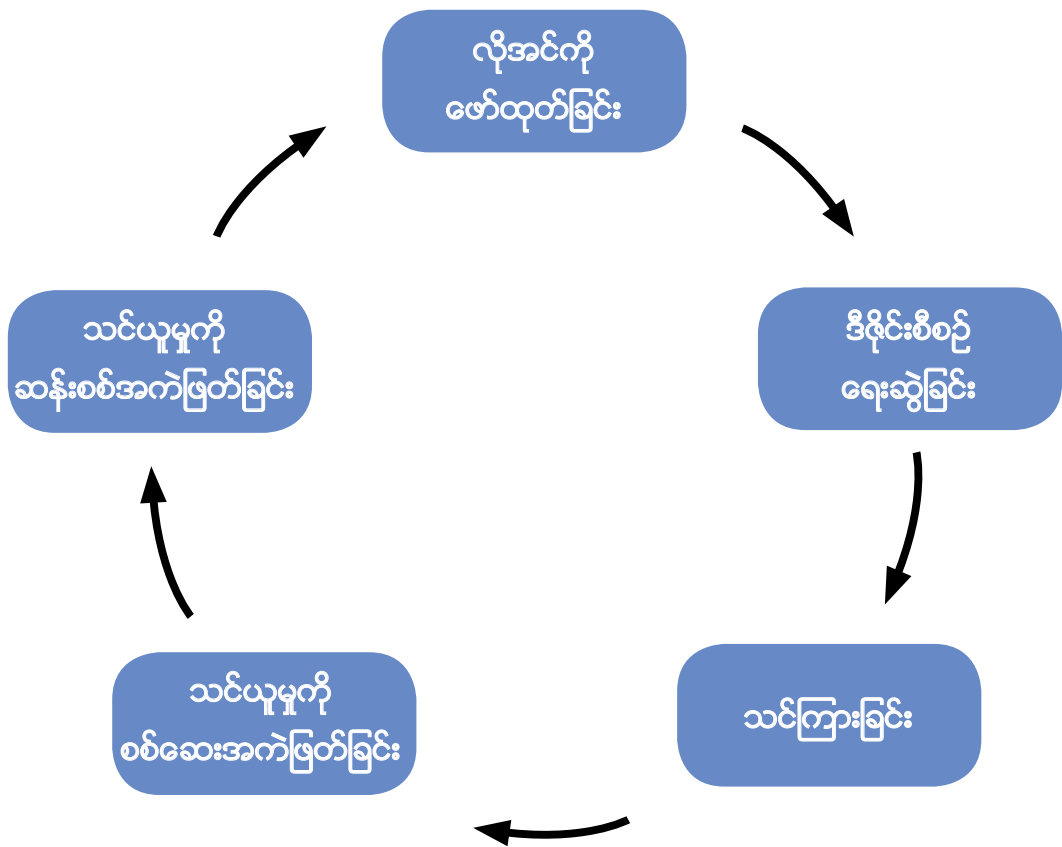 လိုအင်ကို
ဖော်ထုတ်ခြင်း
ဒီဇိုင်းစီစဉ်
ရေးဆွဲခြင်း
သင်ကြားခြင်း
သင်ယူမှုကို
စစ်ဆေးအကဲဖြတ်ခြင်း
သင်ယူမှုကို
ဆန်းစစ်အကဲဖြတ်ခြင်း